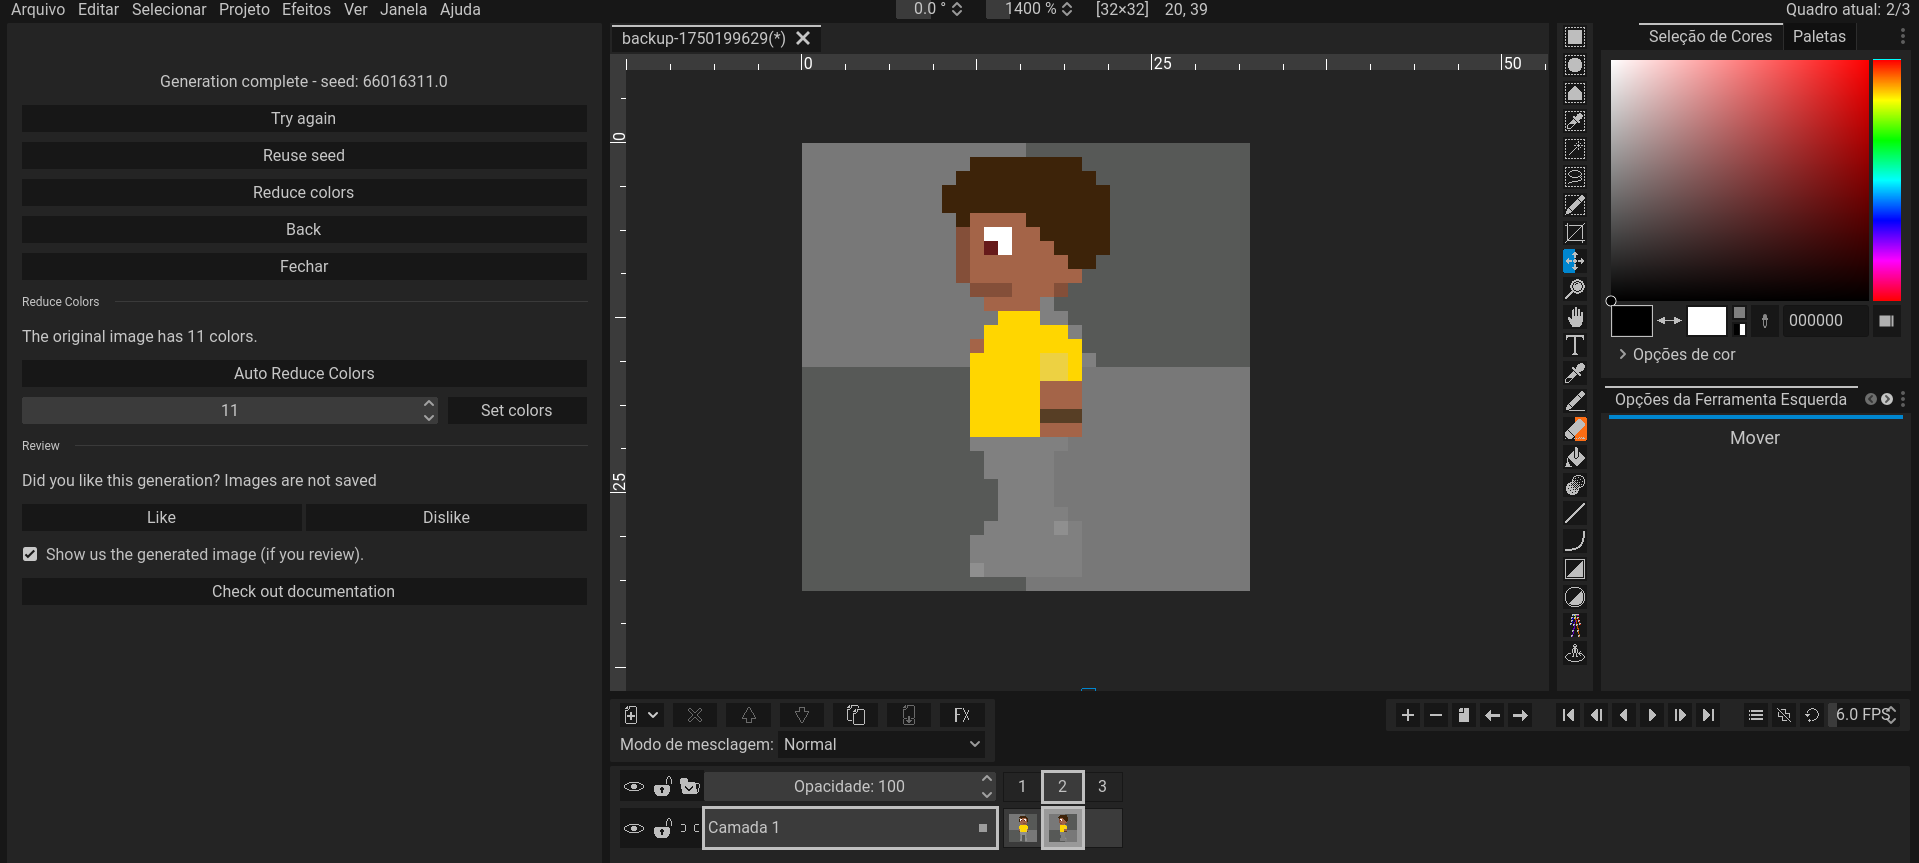 Arquivo Editar Selecionar Projeto Efeitos Ver Janela Ajuda
0.0 ° 1400 % [32×32] 20, 39
Quadro atual: 2/3
backup-1750199629(*)
Seleção de Cores Paletas
0 25 50
0
25
Generation complete - seed: 66016311.0
Try again
Reuse seed
Reduce colors
Back
Fechar
Reduce Colors
The original image has 11 colors.
Auto Reduce Colors
11 Set colors
Review
Did you like this generation? Images are not saved
Like Dislike
Show us the generated image (if you review).
Check out documentation
T
000000
Opções de cor
Opções da Ferramenta Esquerda
Mover
FX
6.0 FPS
Modo de mesclagem: Normal
Opacidade: 100 1 2 3
Camada 1